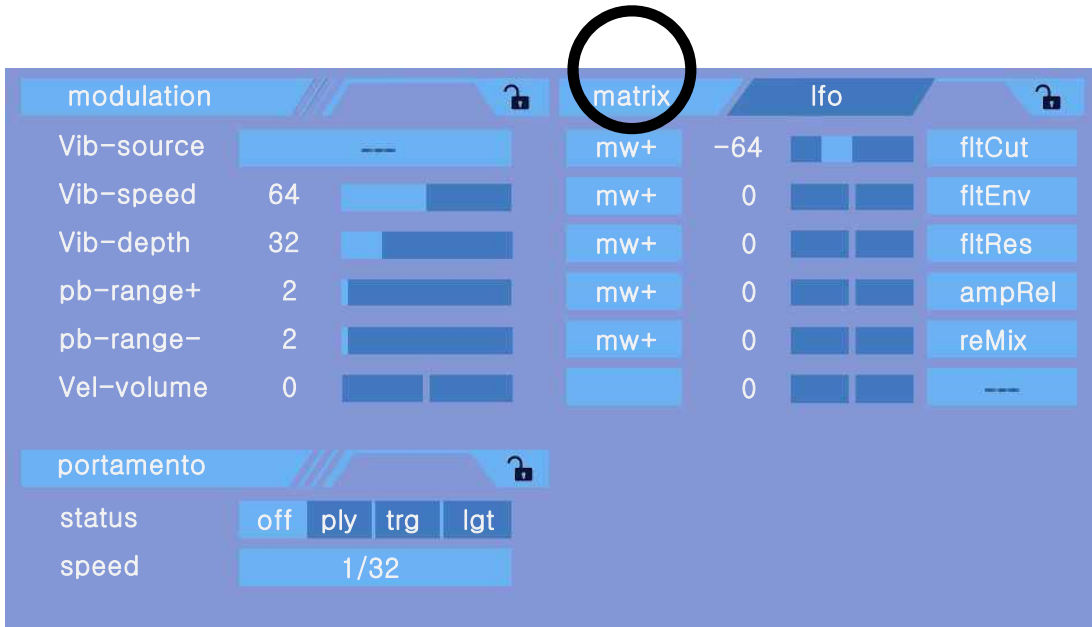 modulation
Vib-source ---
Vib-speed 64
Vib-depth 32
pb-range+ 2
pb-range- 2
Vel-volume 0
portamento
status off ply trg lgt
speed 1/32
matrix lfo
mw+ -64 fltCut
mw+ 0 fltEnv
mw+ 0 fltRes
mw+ 0 ampRel
mw+ 0 reMix
0 ---